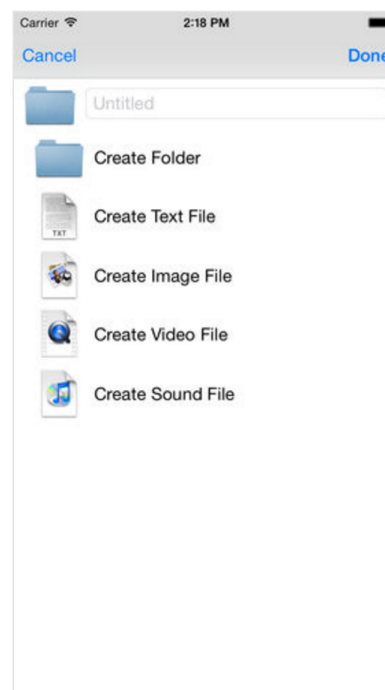 Carrier 2:18 PM
Cancel Done
Untitled
Create Folder
TXT
Create Text File
Create Image File
Create Video File
Create Sound File